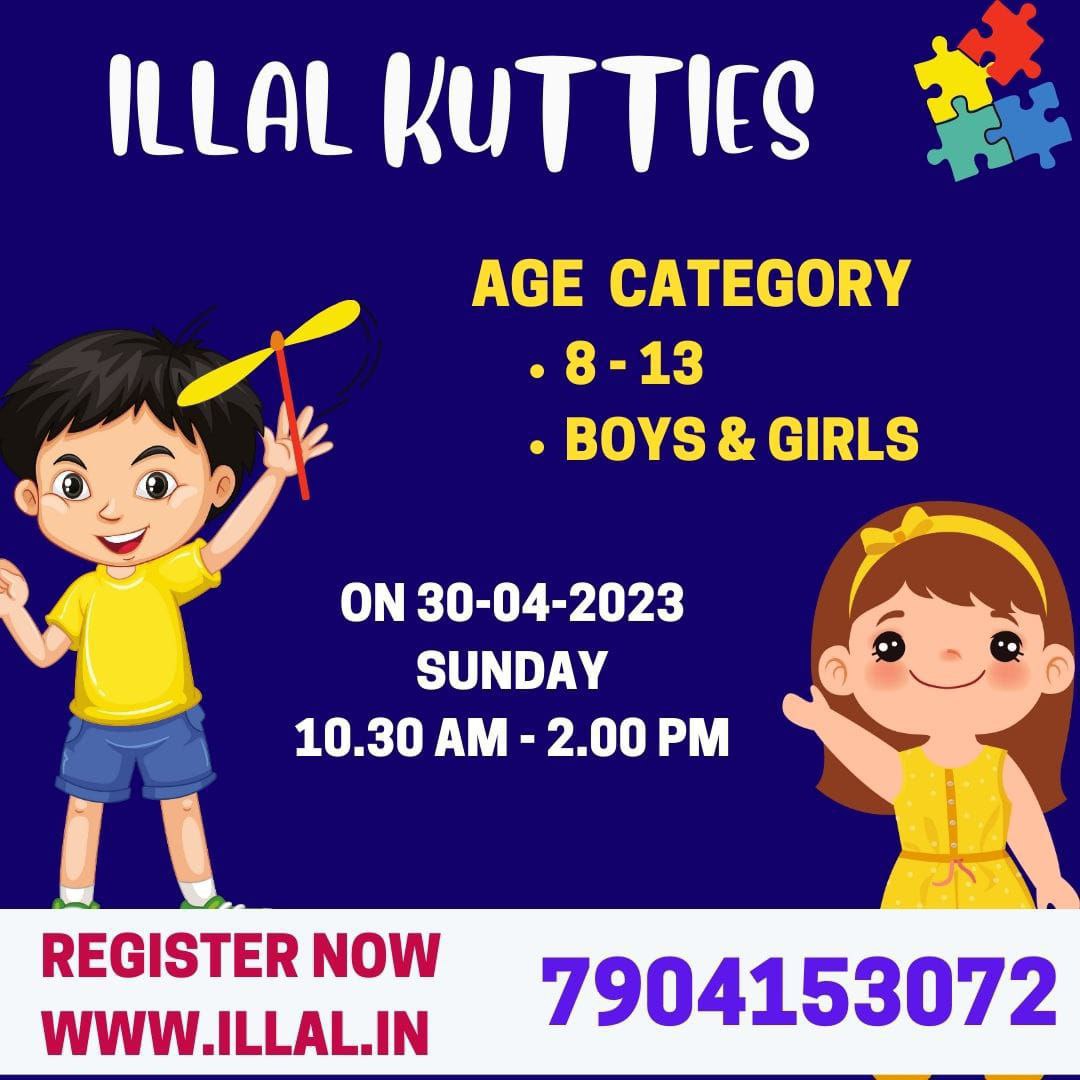 ILLAL KUTTIES
AGE CATEGORY
• 8 - 13
• BOYS & GIRLS
ON 30-04-2023
SUNDAY
10.30 AM - 2.00 PM
REGISTER NOW
WWW.ILLAL.IN
7904153072